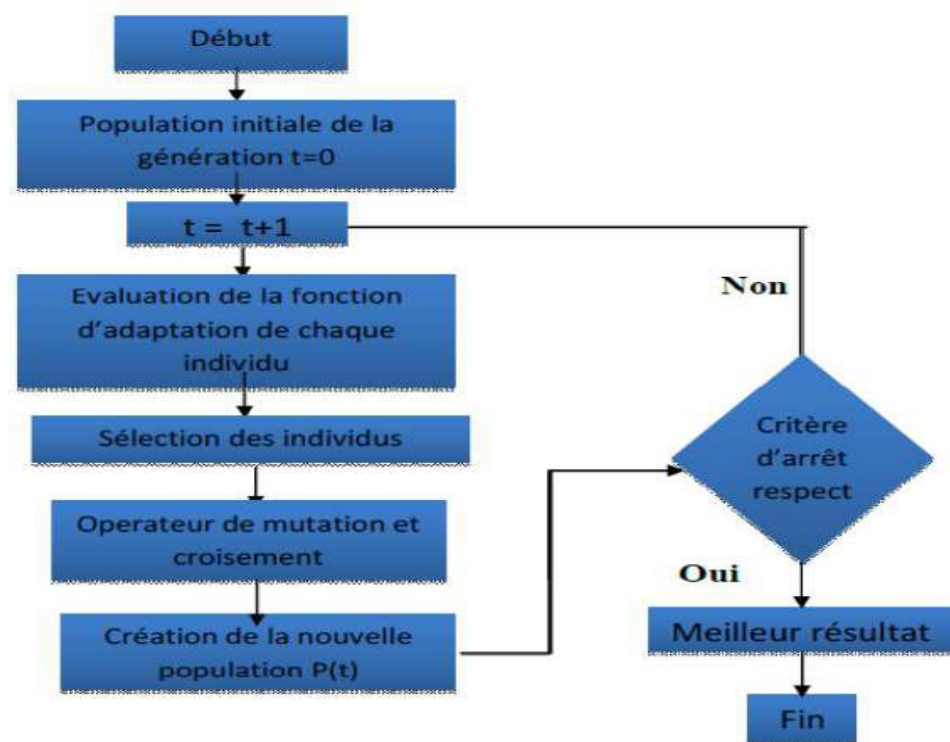 Début
Population initiale de la
génération t=0
t = t+1
Evaluation de la fonction
d'adaptation de chaque
individu
Sélection des individus
Operateur de mutation et
croisement
Création de la nouvelle
population P(t)
Non
Critère
d'arrêt
respect
Oui
Meilleur résultat
Fin